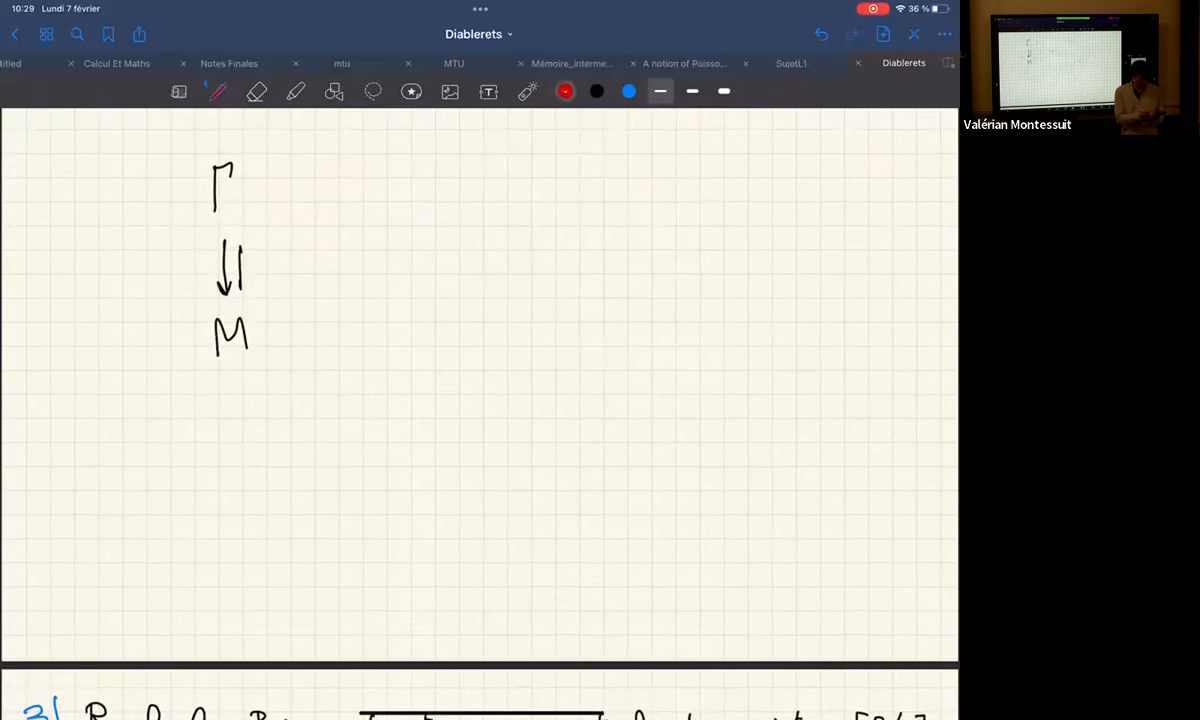 10:29 Lundi 7 février
36 %
Diablerets
titled
Calcul Et Maths
Notes Finales
mtu
MTU
Mémoire_interme...
A notion of Poisso...
SujetL1
Diablerets
Valérian Montessuit
Γ
↓|
M
3/